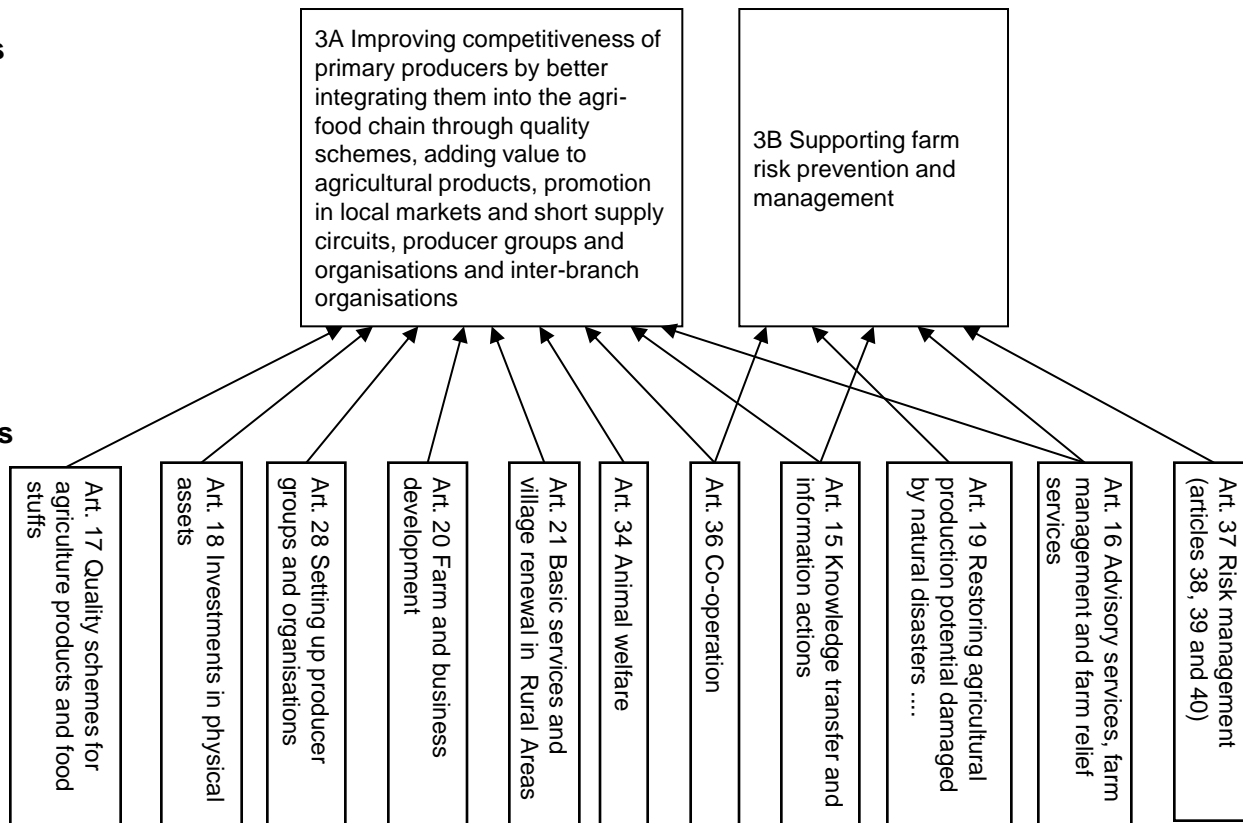 s
3A Improving competitiveness of
primary producers by better
integrating them into the agri-
food chain through quality
schemes, adding value to
agricultural products, promotion
in local markets and short supply
circuits, producer groups and
organisations and inter-branch
organisations
3B Supporting farm
risk prevention and
management
s
Art. 17 Quality schemes for
agriculture products and food
stuffs
Art. 18 Investments in physical
assets
Art. 28 Setting up producer
groups and organisations
Art. 20 Farm and business
development
Art. 21 Basic services and
village renewal in Rural Areas
Art. 34 Animal welfare
Art. 36 Co-operation
Art. 15 Knowledge transfer and
information actions
Art. 19 Restoring agricultural
production potential damaged
by natural disasters ....
Art. 16 Advisory services, farm
management and farm relief
services
Art. 37 Risk management
(articles 38, 39 and 40)